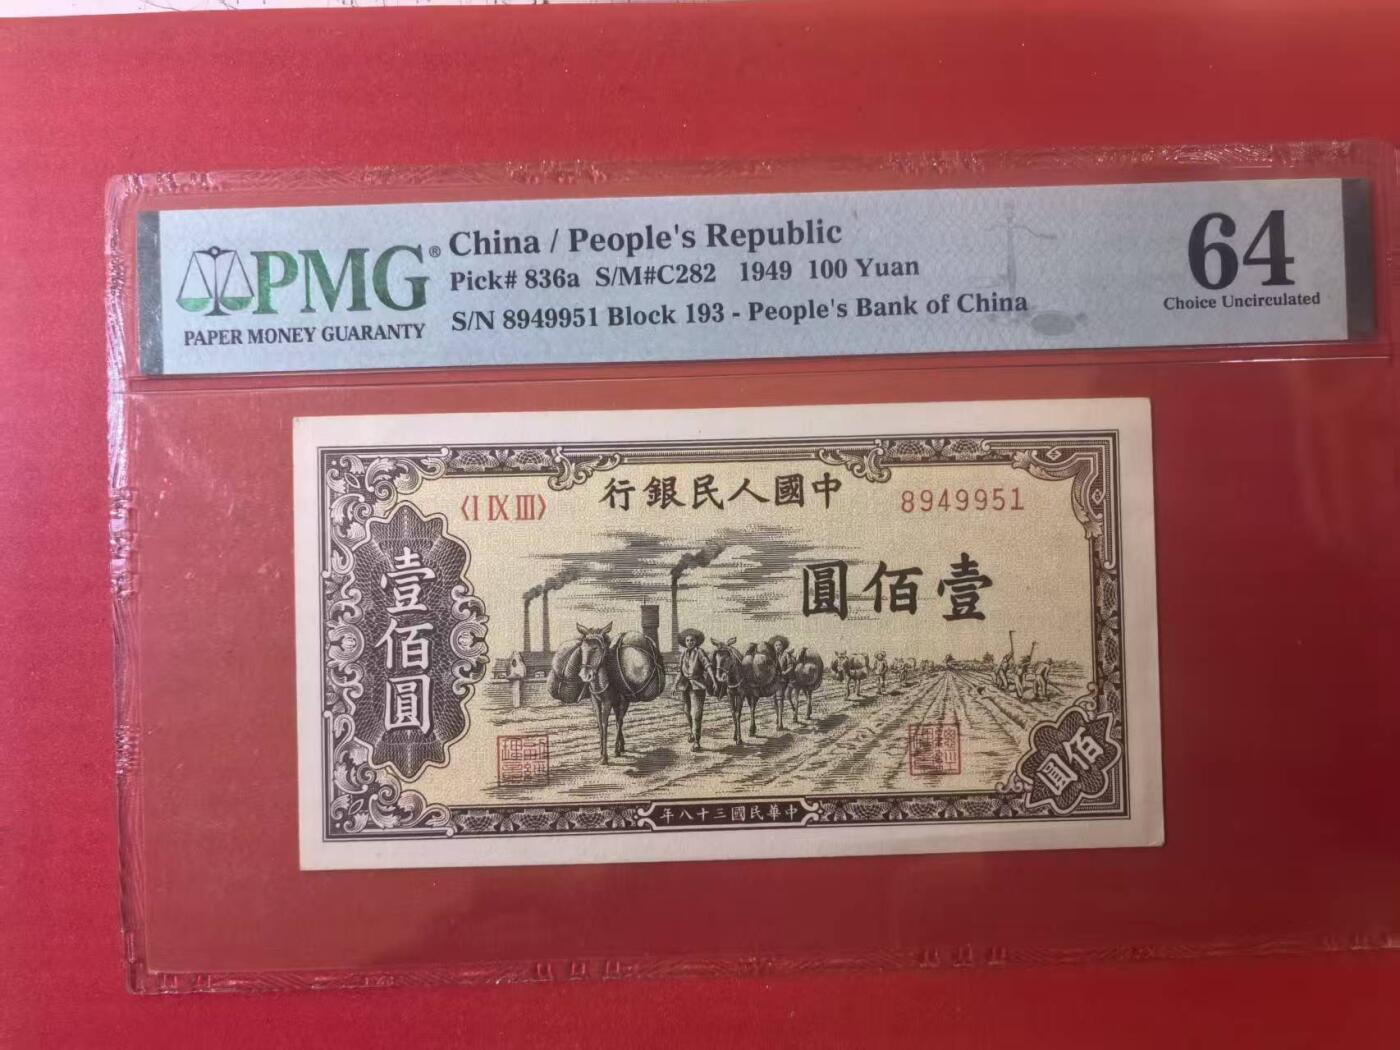 PMG®
PAPER MONEY GUARANTY
China / People's Republic
Pick# 836a S/M#C282 1949 100 Yuan
S/N 8949951 Block 193 - People's Bank of China
64
Choice Uncirculated
行銀民人國中
〈I IX III〉
8949951
圓佰壹
壹佰圓
佰圓
年八十三國民華中